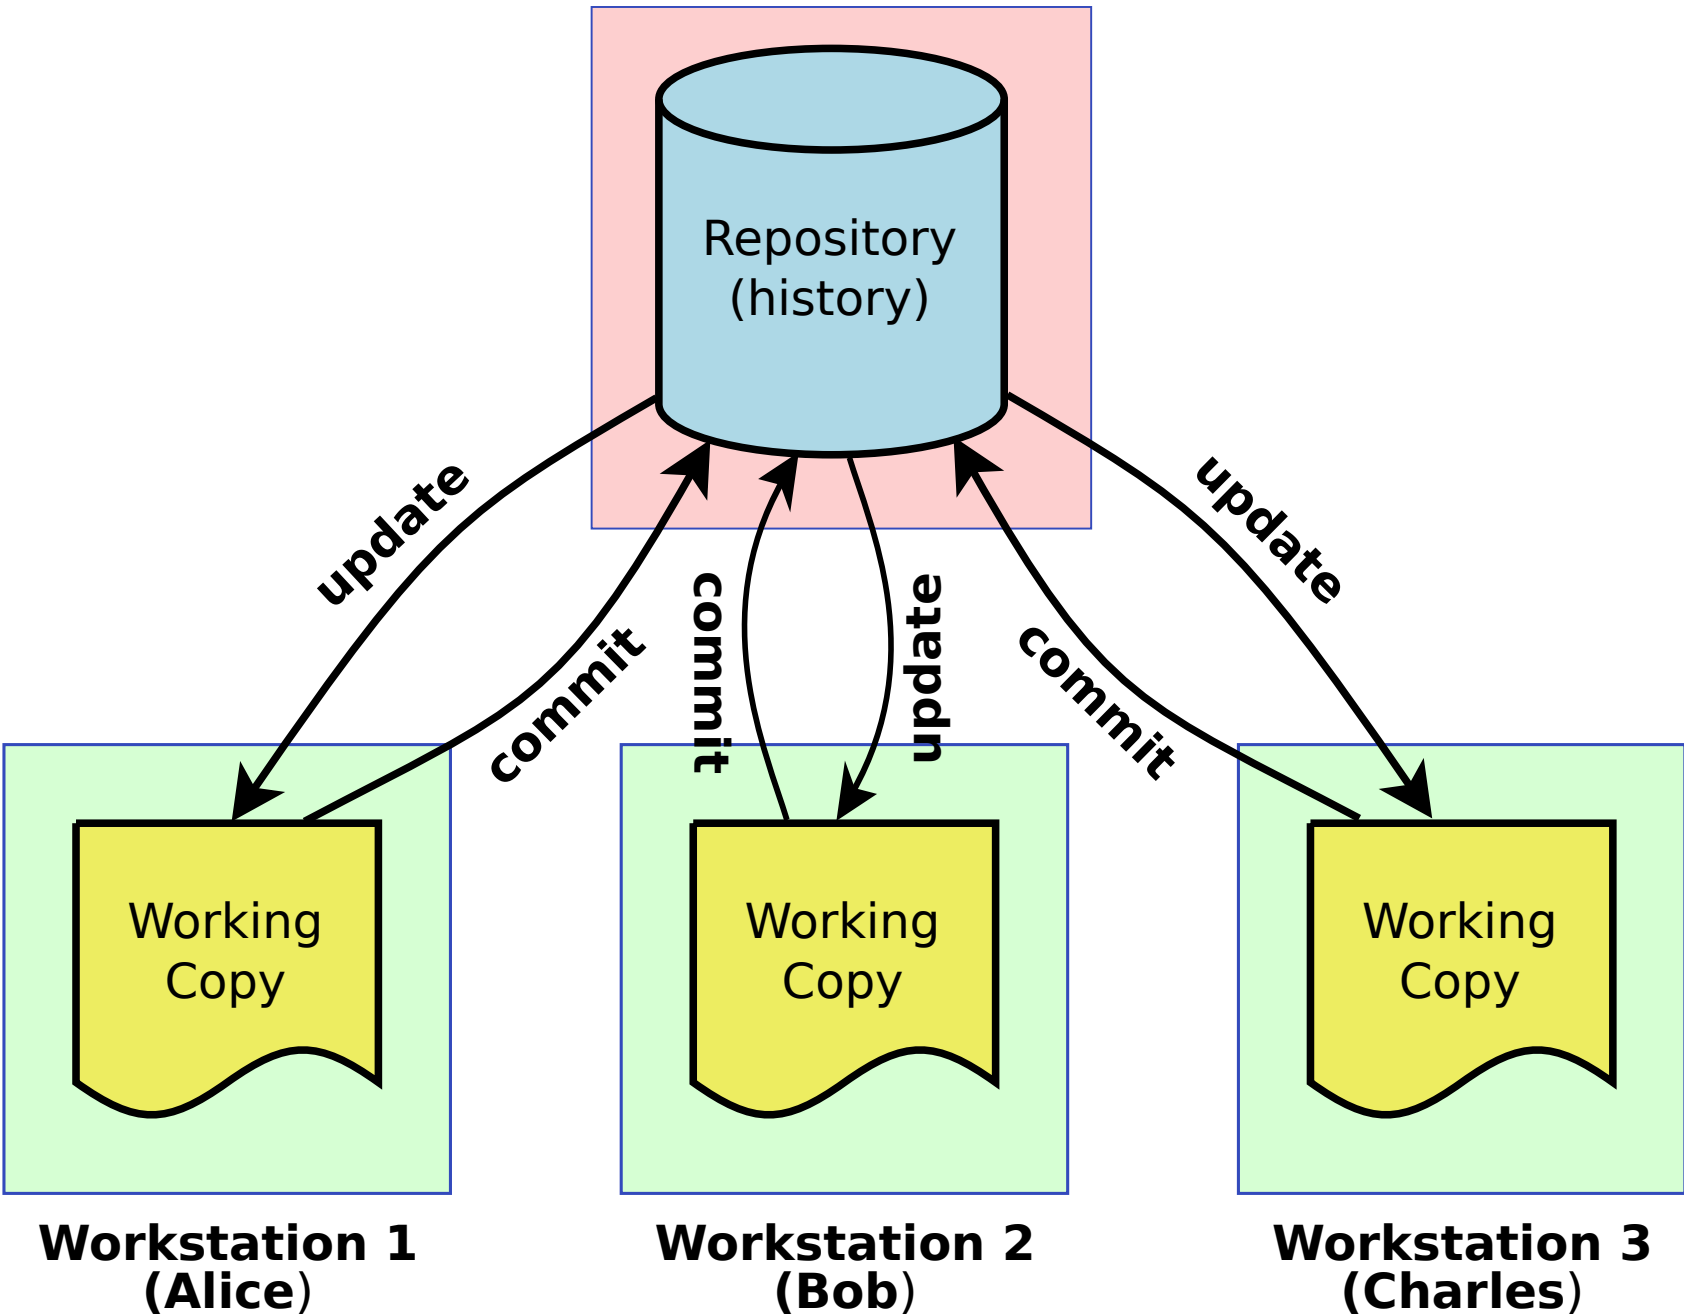 Repository
(history)
update
commit
commit
update
commit
update
Working
Copy
Working
Copy
Working
Copy
Workstation 1
(Alice)
Workstation 2
(Bob)
Workstation 3
(Charles)